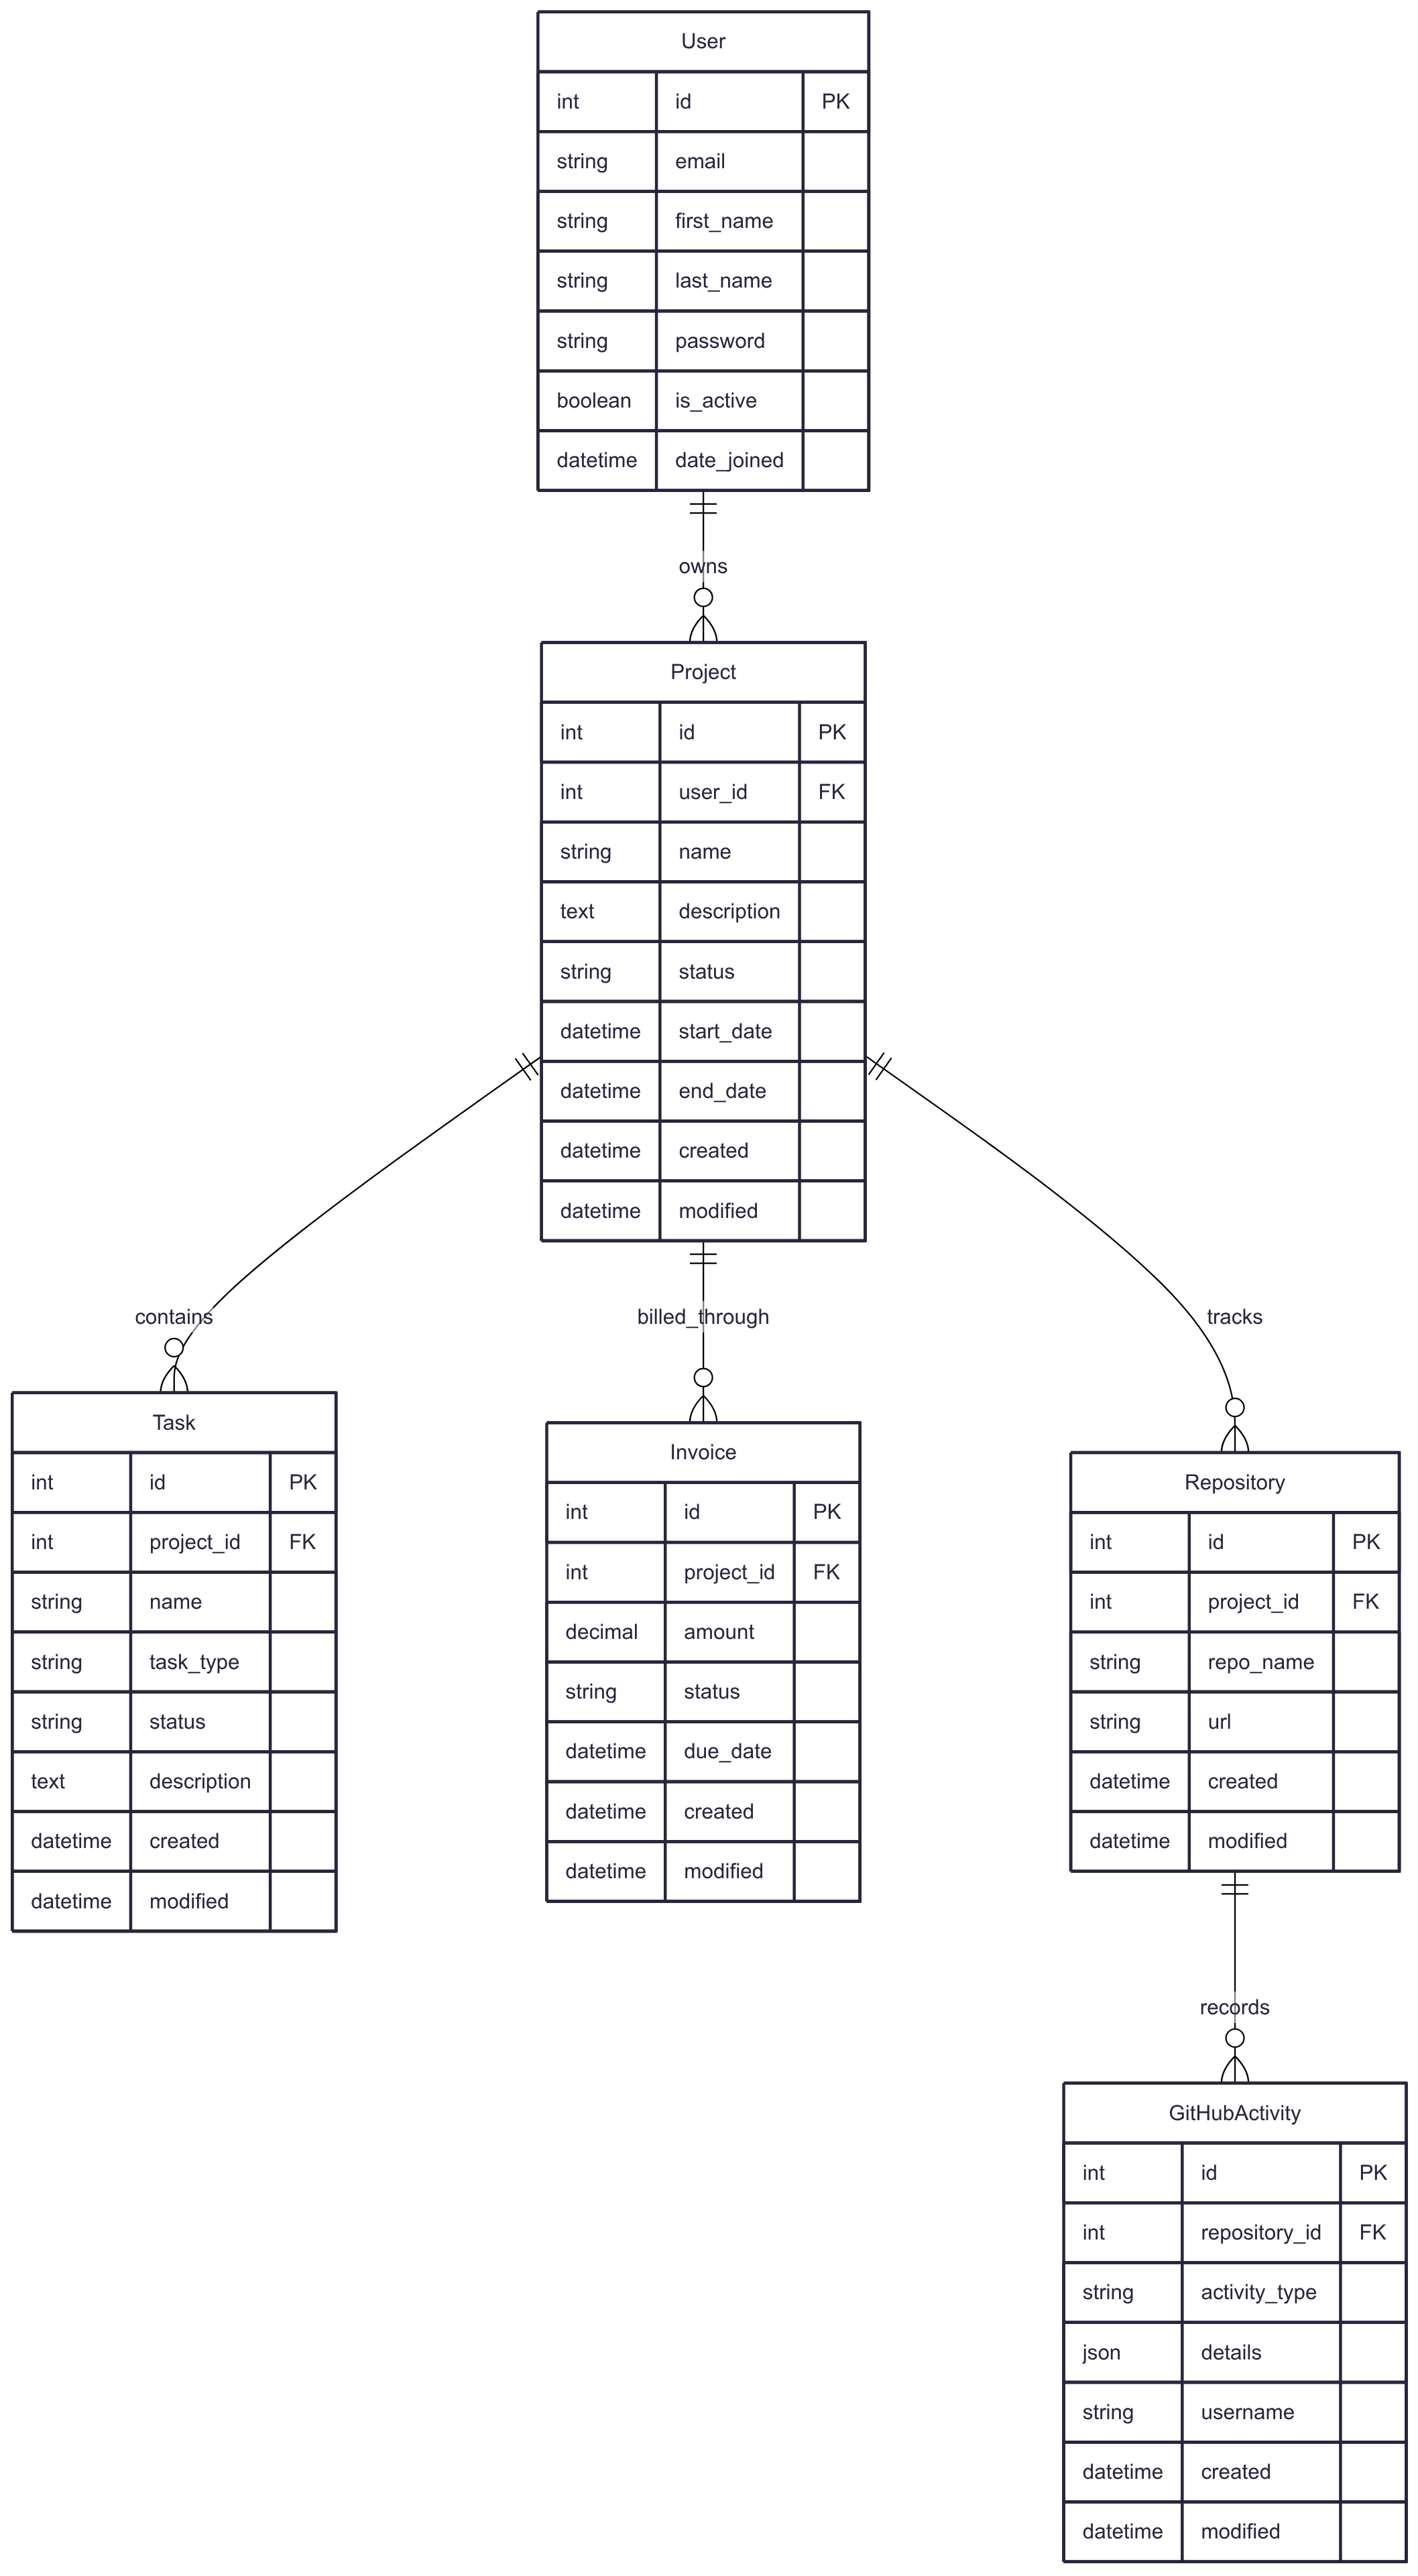 User
int id PK
string email
string first_name
string last_name
string password
boolean is_active
datetime date_joined
owns
Project
int id PK
int user_id FK
string name
text description
string status
datetime start_date
datetime end_date
datetime created
datetime modified
contains
billed_through
tracks
Task
int id PK
int project_id FK
string name
string task_type
string status
text description
datetime created
datetime modified
Invoice
int id PK
int project_id FK
decimal amount
string status
datetime due_date
datetime created
datetime modified
Repository
int id PK
int project_id FK
string repo_name
string url
datetime created
datetime modified
records
GitHubActivity
int id PK
int repository_id FK
string activity_type
json details
string username
datetime created
datetime modified